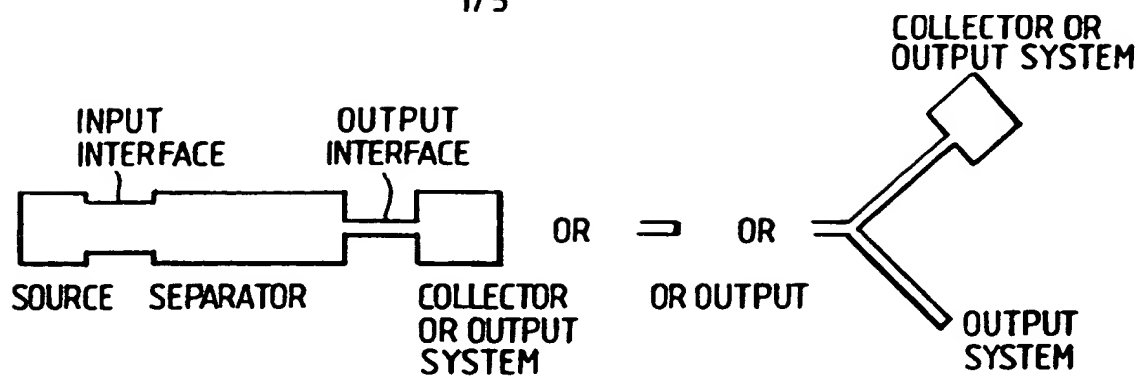 COLLECTOR OR
OUTPUT SYSTEM
INPUT
INTERFACE
OUTPUT
INTERFACE
OR
OR
SOURCE
SEPARATOR
COLLECTOR
OR OUTPUT
SYSTEM
OR OUTPUT
OUTPUT
SYSTEM